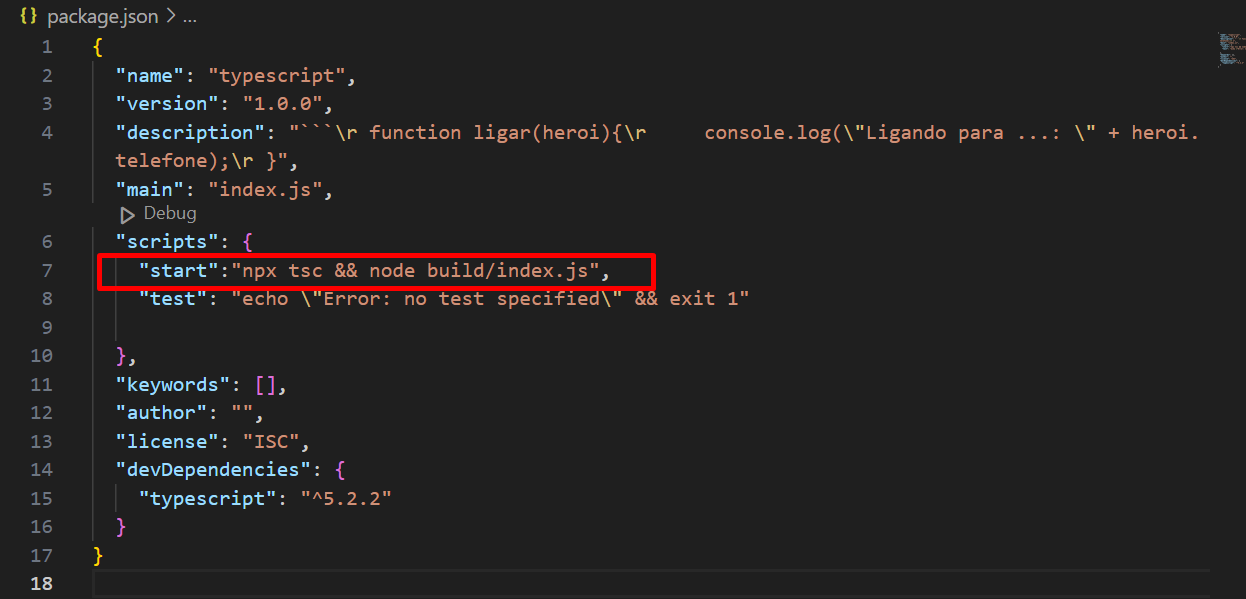 {} package.json > ...
1 {
2 "name": "typescript",
3 "version": "1.0.0",
4 "description": "```\r function ligar(heroi){\r     console.log(\"Ligando para ...: \" + heroi.
telefone);\r }",
5 "main": "index.js",
Debug
6 "scripts": {
7 "start":"npx tsc && node build/index.js",
8 "test": "echo \"Error: no test specified\" && exit 1"
9
10 },
11 "keywords": [],
12 "author": "",
13 "license": "ISC",
14 "devDependencies": {
15 "typescript": "^5.2.2"
16 }
17 }
18